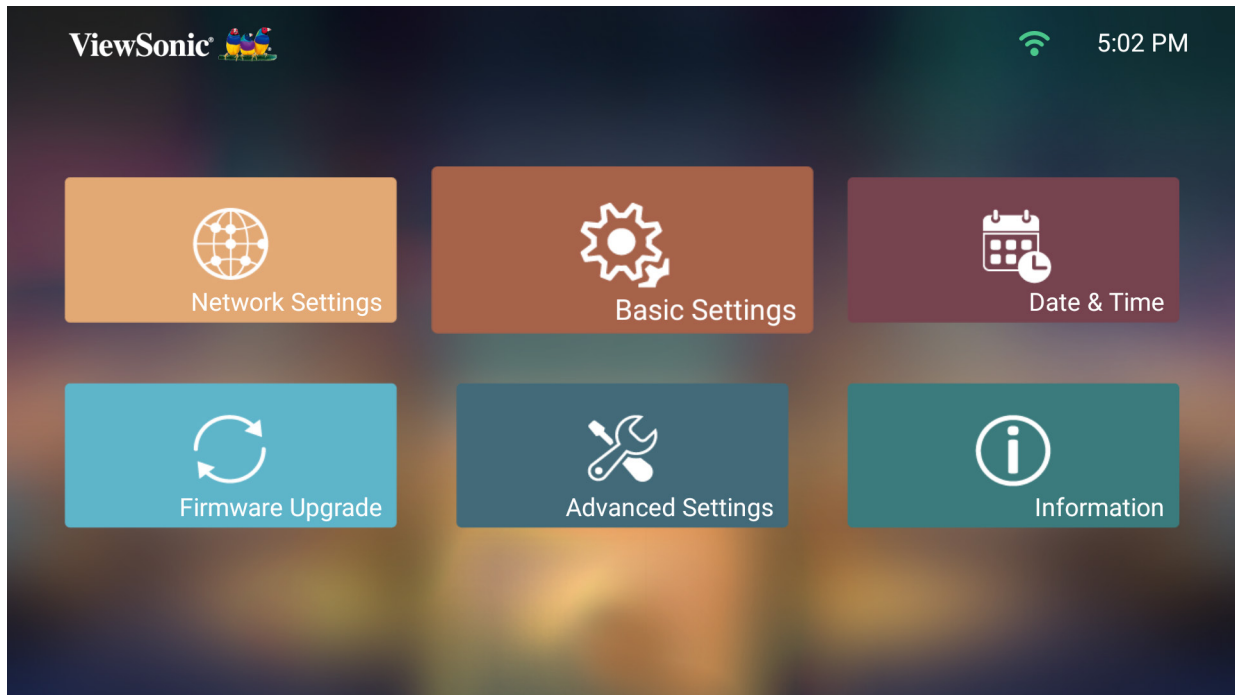 ViewSonic®
5:02 PM
Network Settings
Basic Settings
Date & Time
Firmware Upgrade
Advanced Settings
Information